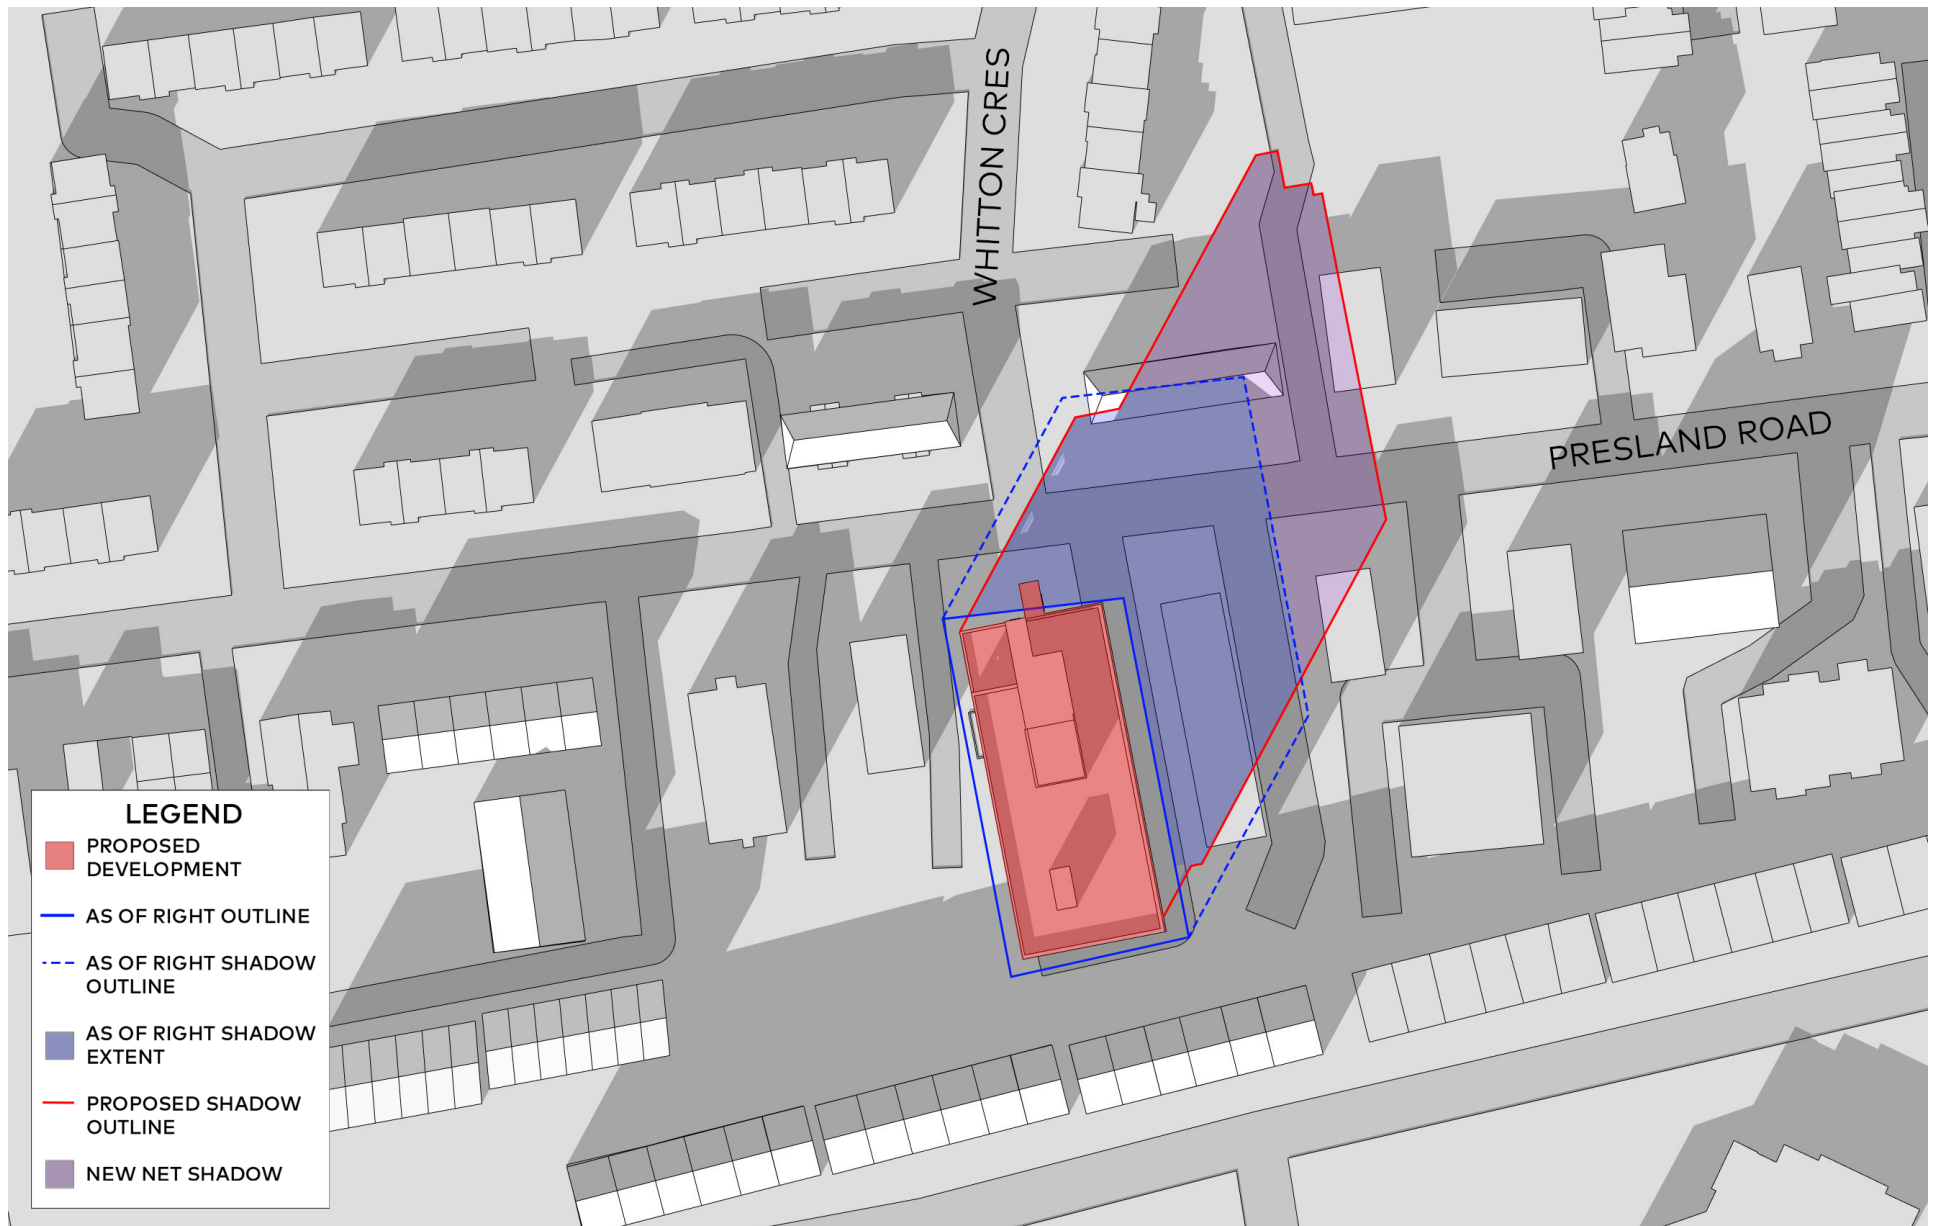 WHITTON CRES
PRESLAND ROAD
LEGEND
PROPOSED
DEVELOPMENT
AS OF RIGHT OUTLINE
AS OF RIGHT SHADOW
OUTLINE
AS OF RIGHT SHADOW
EXTENT
PROPOSED SHADOW
OUTLINE
NEW NET SHADOW